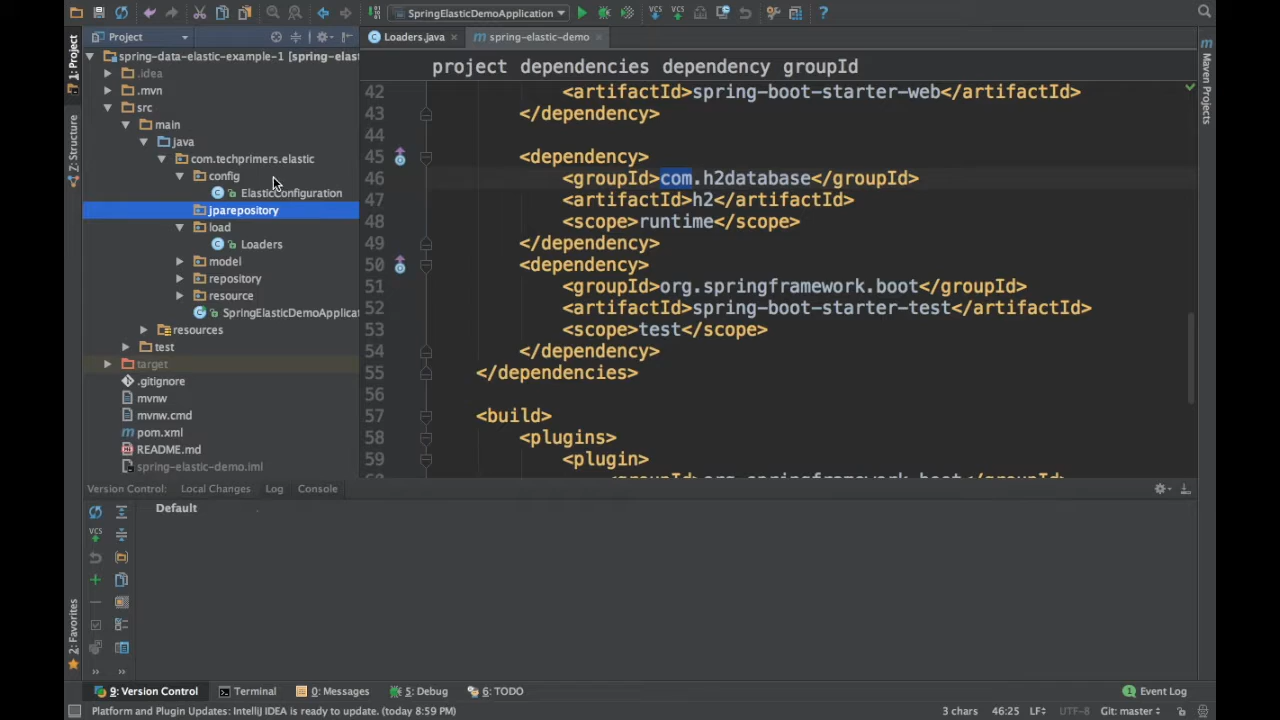 SpringElasticDemoApplication
1: Project
Project
Loaders.java
spring-elastic-demo
Maven Projects
spring-data-elastic-example-1 [spring-elast
project dependencies dependency groupId
.idea
.mvn
src
main
java
com.techprimers.elastic
config
ElasticConfiguration
jparepository
load
Loaders
model
repository
resource
SpringElasticDemoApplicat
resources
test
target
.gitignore
mvnw
mvnw.cmd
pom.xml
README.md
spring-elastic-demo.iml
Z: Structure
42 <artifactId>spring-boot-starter-web</artifactId>
43 </dependency>
44
45 <dependency>
46 <groupId>com.h2database</groupId>
47 <artifactId>h2</artifactId>
48 <scope>runtime</scope>
49 </dependency>
50 <dependency>
51 <groupId>org.springframework.boot</groupId>
52 <artifactId>spring-boot-starter-test</artifactId>
53 <scope>test</scope>
54 </dependency>
55 </dependencies>
56
57 <build>
58 <plugins>
59 <plugin>
Version Control: Local Changes Log Console
Default
2: Favorites
9: Version Control Terminal 0: Messages 5: Debug 6: TODO 1 Event Log
Platform and Plugin Updates: IntelliJ IDEA is ready to update. (today 8:59 PM) 3 chars 46:25 LF÷ UTF-8 Git: master